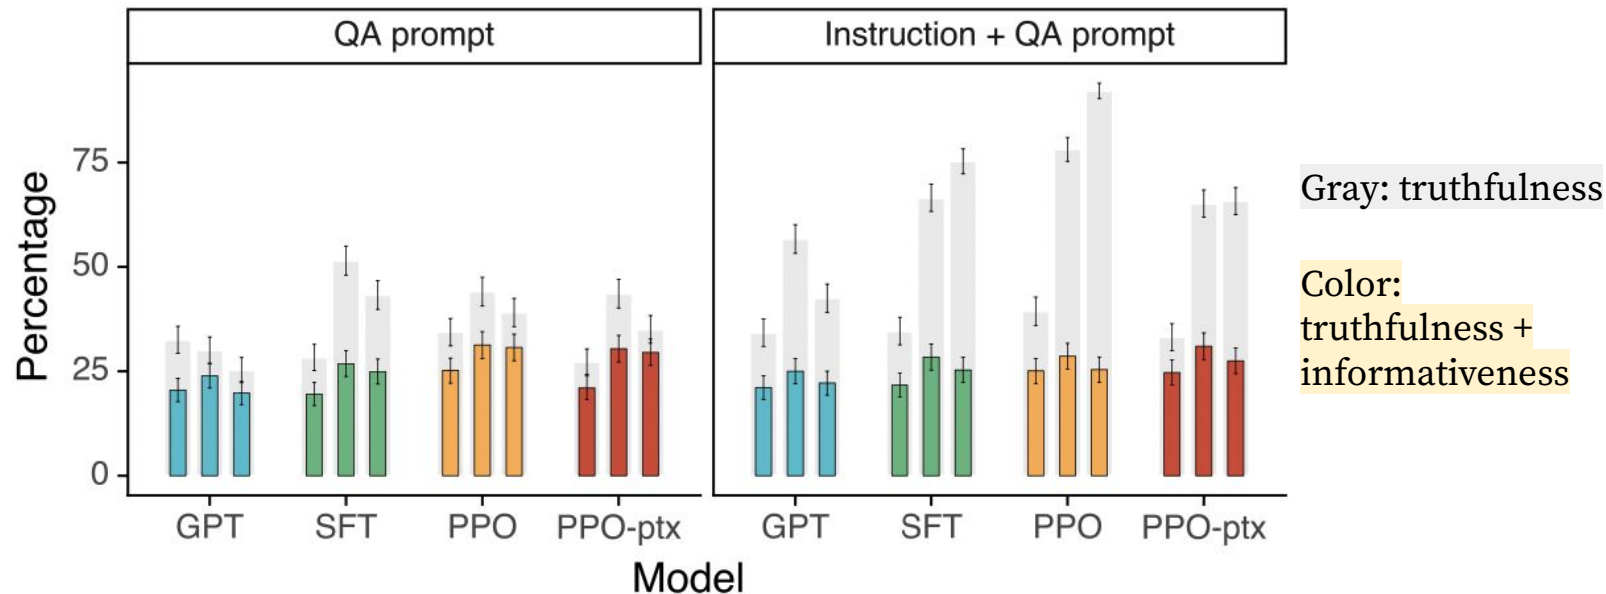 QA prompt
Instruction + QA prompt
Percentage
75
50
25
0
GPT
SFT
PPO
PPO-ptx
GPT
SFT
PPO
PPO-ptx
Model
Gray: truthfulness
Color:
truthfulness +
informativeness